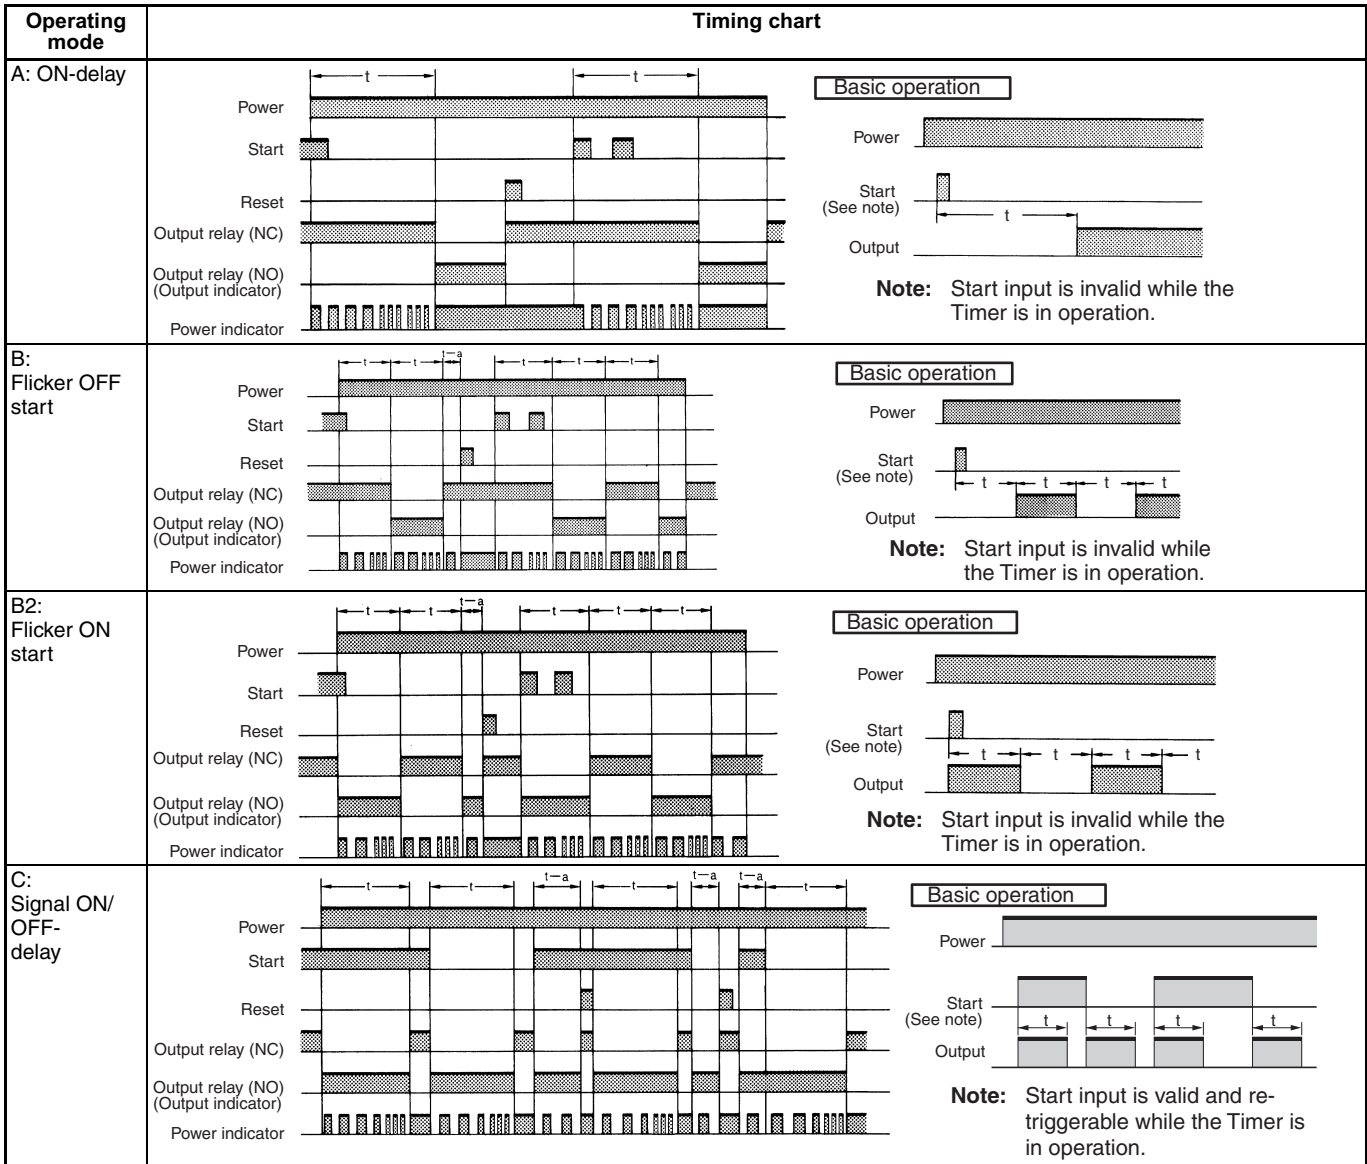 Operating
mode
Timing chart
A: ON-delay
t
t
Power
Start
Reset
Output relay (NC)
Output relay (NO)
(Output indicator)
Power indicator
Basic operation
Power
Start
(See note)
t
Output
Note: Start input is invalid while the
Timer is in operation.
B:
Flicker OFF
start
t
t
t-a
t
t
t
Power
Start
Reset
Output relay (NC)
Output relay (NO)
(Output indicator)
Power indicator
Basic operation
Power
Start
(See note)
t
t
t
t
Output
Note: Start input is invalid while
the Timer is in operation.
B2:
Flicker ON
start
t
t
t-a
t
t
t
Power
Start
Reset
Output relay (NC)
Output relay (NO)
(Output indicator)
Power indicator
Basic operation
Power
Start
(See note)
t
t
t
t
Output
Note: Start input is invalid while the
Timer is in operation.
C:
Signal ON/
OFF-
delay
t
t
t-a
t
t-a
t-a
t
Power
Start
Reset
Output relay (NC)
Output relay (NO)
(Output indicator)
Power indicator
Basic operation
Power
Start
(See note)
t
t
t
t
Output
Note: Start input is valid and re-
triggerable while the Timer is
in operation.